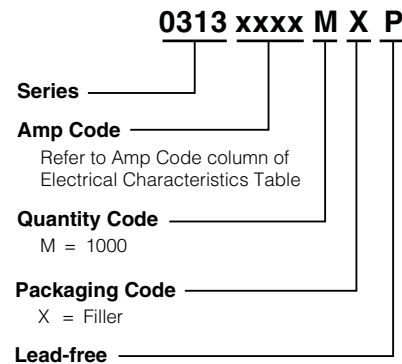 0313 xxxx M X P
Series
Amp Code
Refer to Amp Code column of
Electrical Characteristics Table
Quantity Code
M = 1000
Packaging Code
X = Filler
Lead-free